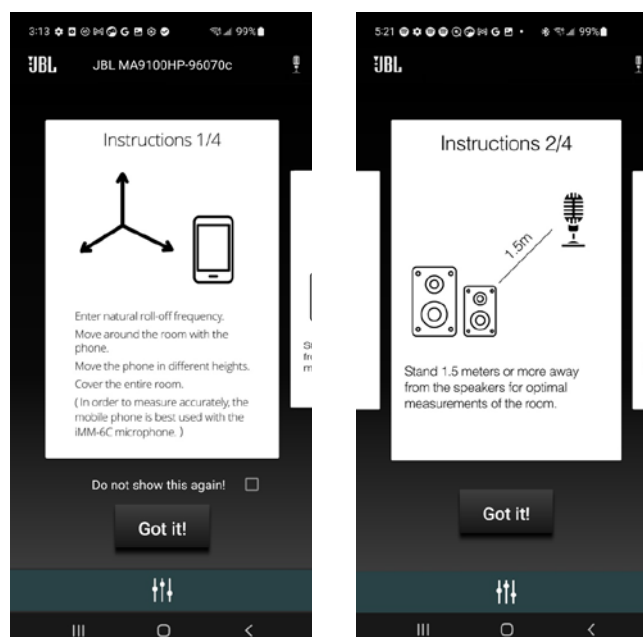 3:13
99%
JBL
JBL MA9100HP-96070c
Instructions 1/4
Enter natural roll-off frequency.
Move around the room with the
phone.
Move the phone in different heights.
Cover the entire room.
( In order to measure accurately, the
mobile phone is best used with the
iMM-6C microphone. )
Do not show this again!
Got it!
5:21
99%
JBL
Instructions 2/4
1.5m
Stand 1.5 meters or more away
from the speakers for optimal
measurements of the room.
Got it!